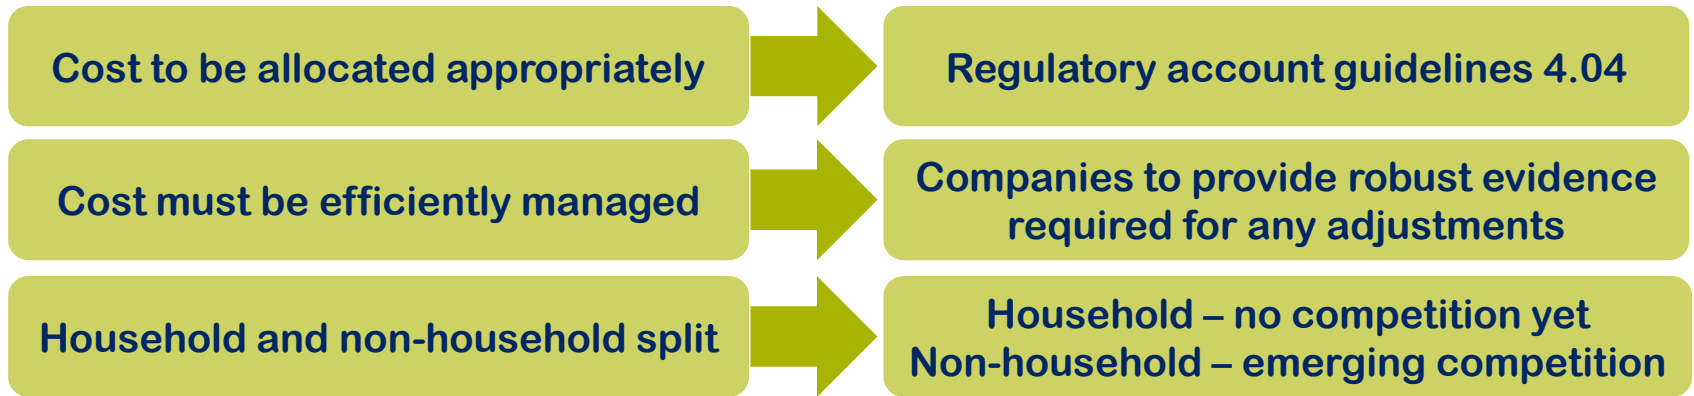 Cost to be allocated appropriately
Regulatory account guidelines 4.04
Cost must be efficiently managed
Companies to provide robust evidence
required for any adjustments
Household and non-household split
Household – no competition yet
Non-household – emerging competition